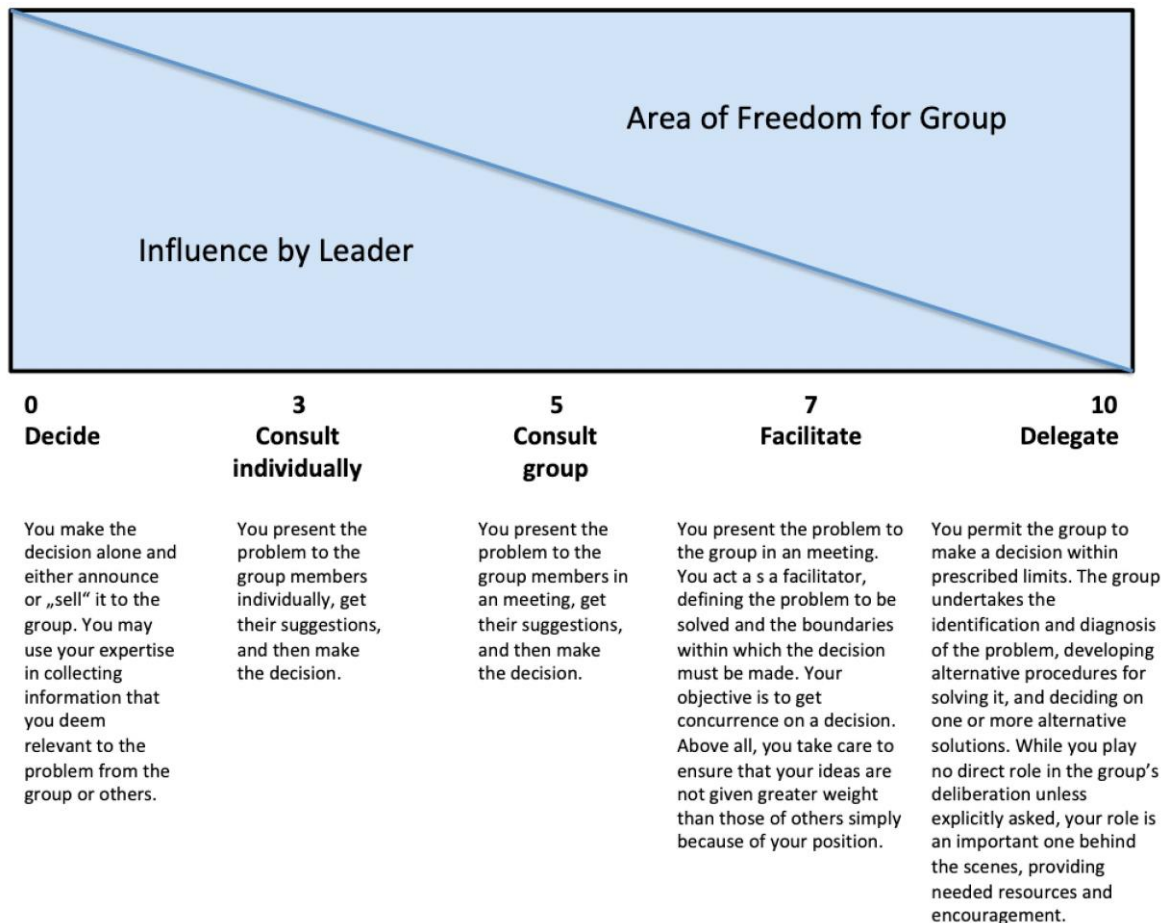 Area of Freedom for Group
Influence by Leader
0
Decide
3
Consult
individually
5
Consult
group
7
Facilitate
10
Delegate
You make the
decision alone and
either announce
or „sell“ it to the
group. You may
use your expertise
in collecting
information that
you deem
relevant to the
problem from the
group or others.
You present the
problem to the
group members
individually, get
their suggestions,
and then make
the decision.
You present the
problem to the
group members in
an meeting, get
their suggestions,
and then make
the decision.
You present the problem to
the group in an meeting.
You act a s a facilitator,
defining the problem to be
solved and the boundaries
within which the decision
must be made. Your
objective is to get
concurrence on a decision.
Above all, you take care to
ensure that your ideas are
not given greater weight
than those of others simply
because of your position.
You permit the group to
make a decision within
prescribed limits. The group
undertakes the
identification and diagnosis
of the problem, developing
alternative procedures for
solving it, and deciding on
one or more alternative
solutions. While you play
no direct role in the group’s
deliberation unless
explicitly asked, your role is
an important one behind
the scenes, providing
needed resources and
encouragement.